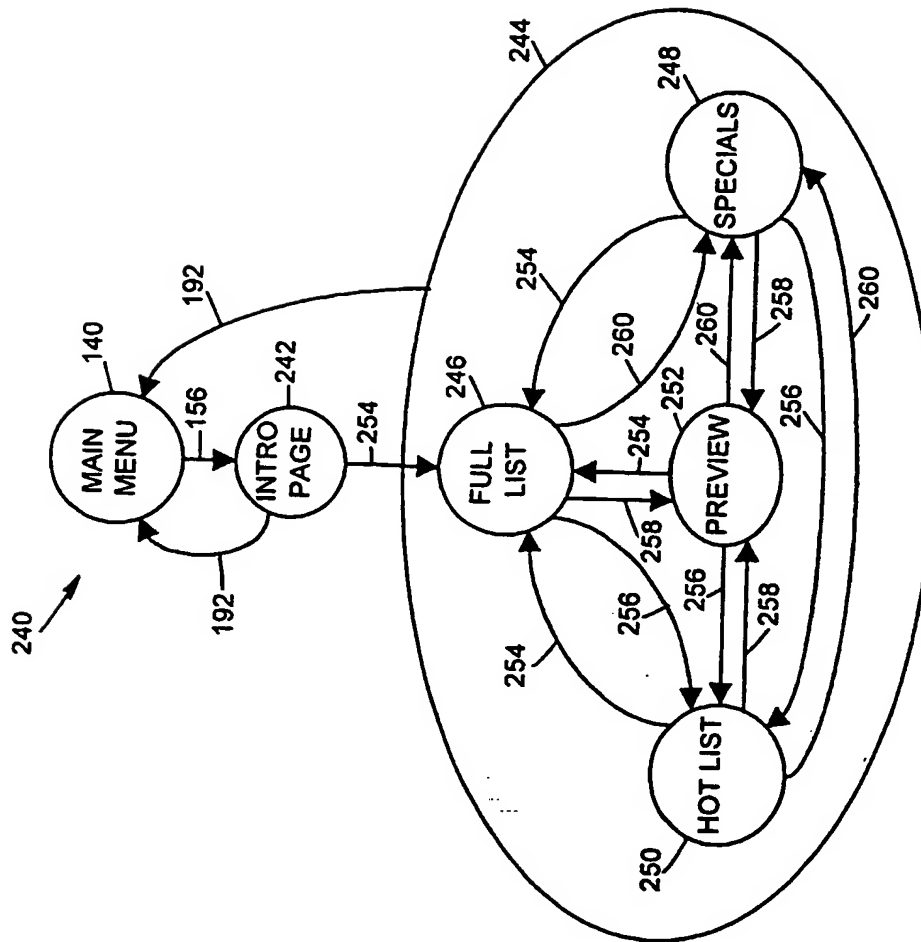 240
140
MAIN
MENU
192
192
156
242
INTRO
PAGE
254
244
246
FULL
LIST
254
254
256
258
254
260
252
250
HOT LIST
256
258
PREVIEW
260
258
SPECIALS
248
256
260